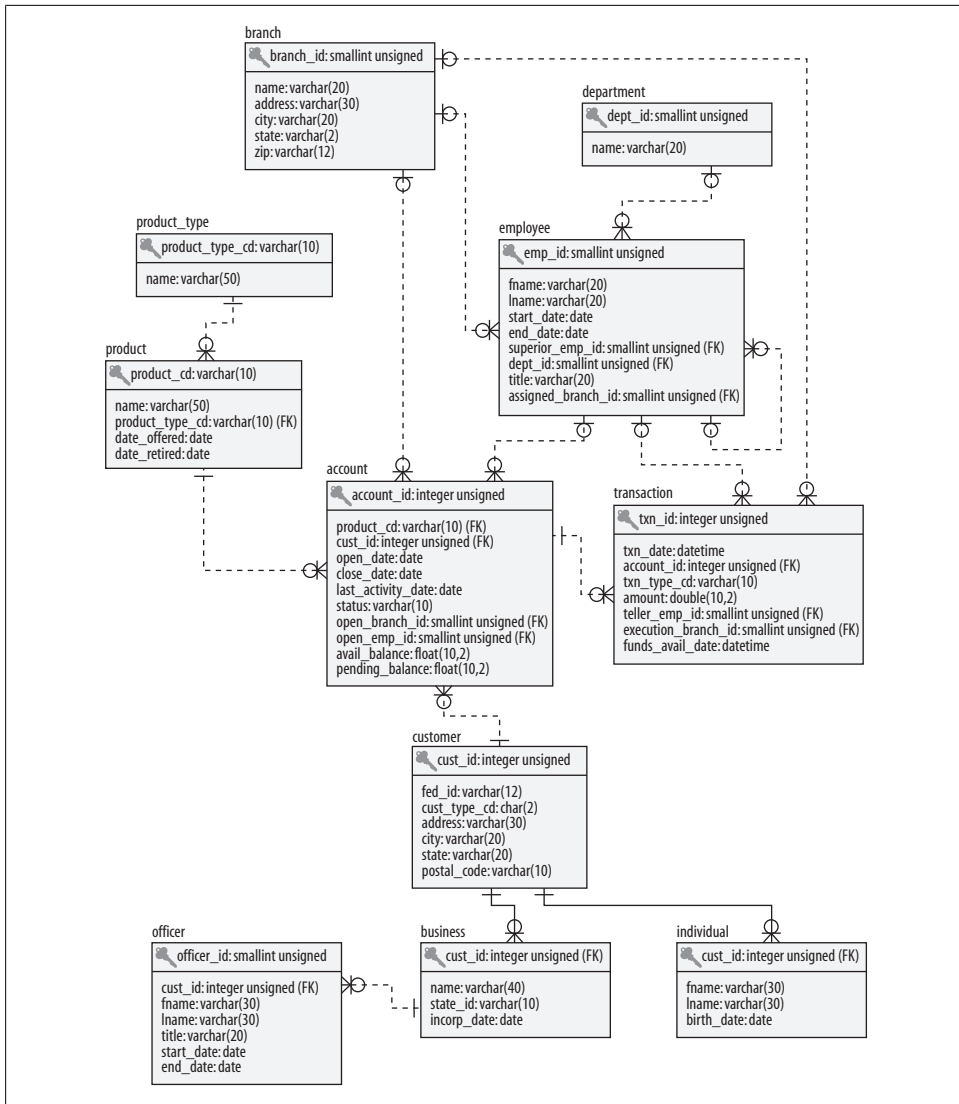 branch
branch_id: smallint unsigned
name: varchar(20)
address: varchar(30)
city: varchar(20)
state: varchar(2)
zip: varchar(12)
department
dept_id: smallint unsigned
name: varchar(20)
product_type
product_type_cd: varchar(10)
name: varchar(50)
employee
emp_id: smallint unsigned
fname: varchar(20)
lname: varchar(20)
start_date: date
end_date: date
superior_emp_id: smallint unsigned (FK)
dept_id: smallint unsigned (FK)
title: varchar(20)
assigned_branch_id: smallint unsigned (FK)
product
product_cd: varchar(10)
name: varchar(50)
product_type_cd: varchar(10) (FK)
date_offered: date
date_retired: date
account
account_id: integer unsigned
product_cd: varchar(10) (FK)
cust_id: integer unsigned (FK)
open_date: date
close_date: date
last_activity_date: date
status: varchar(10)
open_branch_id: smallint unsigned (FK)
open_emp_id: smallint unsigned (FK)
avail_balance: float(10,2)
pending_balance: float(10,2)
transaction
txn_id: integer unsigned
txn_date: datetime
account_id: integer unsigned (FK)
txn_type_cd: varchar(10)
amount: double(10,2)
teller_emp_id: smallint unsigned (FK)
execution_branch_id: smallint unsigned (FK)
funds_avail_date: datetime
customer
cust_id: integer unsigned
fed_id: varchar(12)
cust_type_cd: char(2)
address: varchar(30)
city: varchar(20)
state: varchar(20)
postal_code: varchar(10)
officer
officer_id: smallint unsigned
cust_id: integer unsigned (FK)
fname: varchar(30)
lname: varchar(30)
title: varchar(20)
start_date: date
end_date: date
business
cust_id: integer unsigned (FK)
name: varchar(40)
state_id: varchar(10)
incorp_date: date
individual
cust_id: integer unsigned (FK)
fname: varchar(30)
lname: varchar(30)
birth_date: date